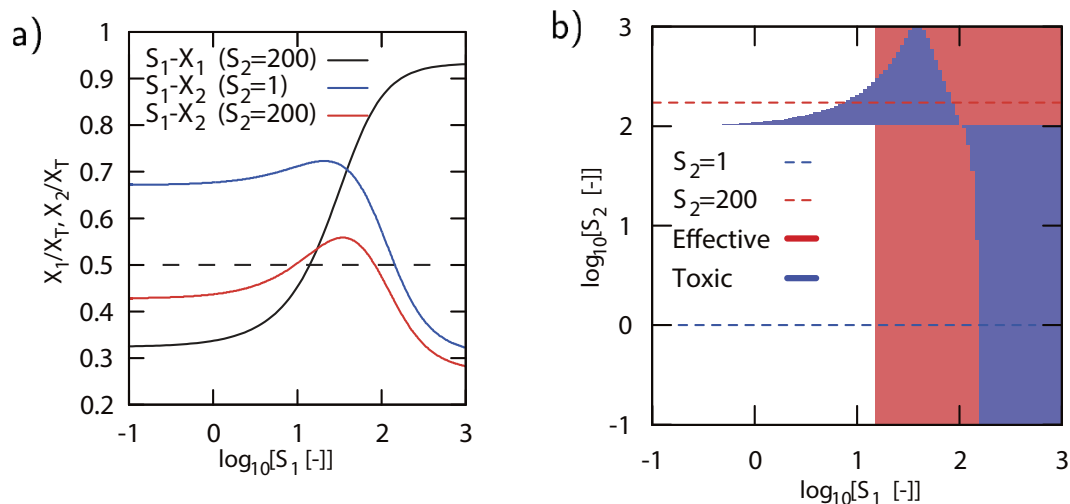 a)
1
0.9
0.8
0.7
0.6
0.5
0.4
0.3
0.2
X₁/X_T, X₂/X_T
S₁-X₁ (S₂=200)
S₁-X₂ (S₂=1)
S₁-X₂ (S₂=200)
-1 0 1 2 3
log₁₀[S₁ [-]]
b)
3
2
1
0
-1
log₁₀[S₂ [-]]
S₂=1
S₂=200
Effective
Toxic
-1 0 1 2 3
log₁₀[S₁ [-]]